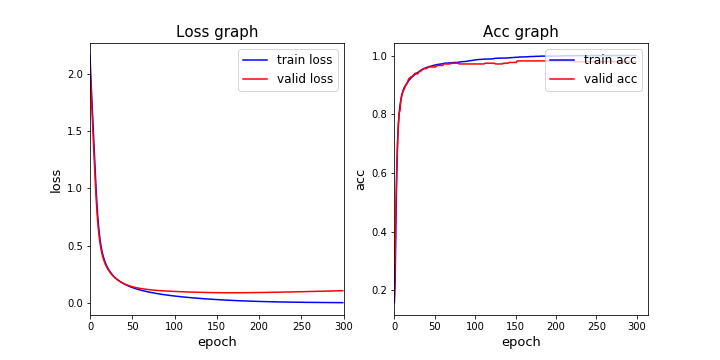 Loss graph
2.0
1.5
1.0
0.5
0.0
0 50 100 150 200 250 300
loss
epoch
train loss
valid loss
Acc graph
1.0
0.8
0.6
0.4
0.2
0 50 100 150 200 250 300
acc
epoch
train acc
valid acc